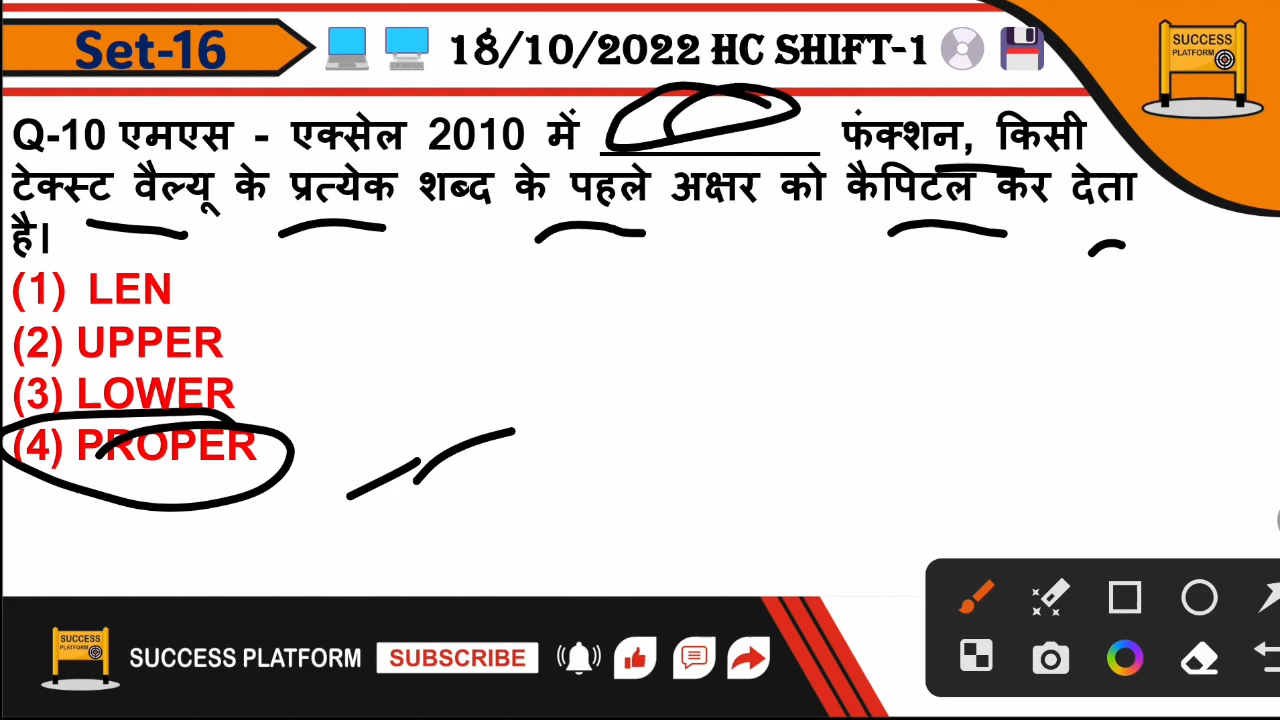 Set-16
18/10/2022 HC SHIFT-1
SUCCESS
PLATFORM
Q-10 एमएस - एक्सेल 2010 में ____________ फंक्शन, किसी
टेक्स्ट वैल्यू के प्रत्येक शब्द के पहले अक्षर को कैपिटल कर देता
है।
(1) LEN
(2) UPPER
(3) LOWER
(4) PROPER
SUCCESS
PLATFORM
SUCCESS PLATFORM
SUBSCRIBE